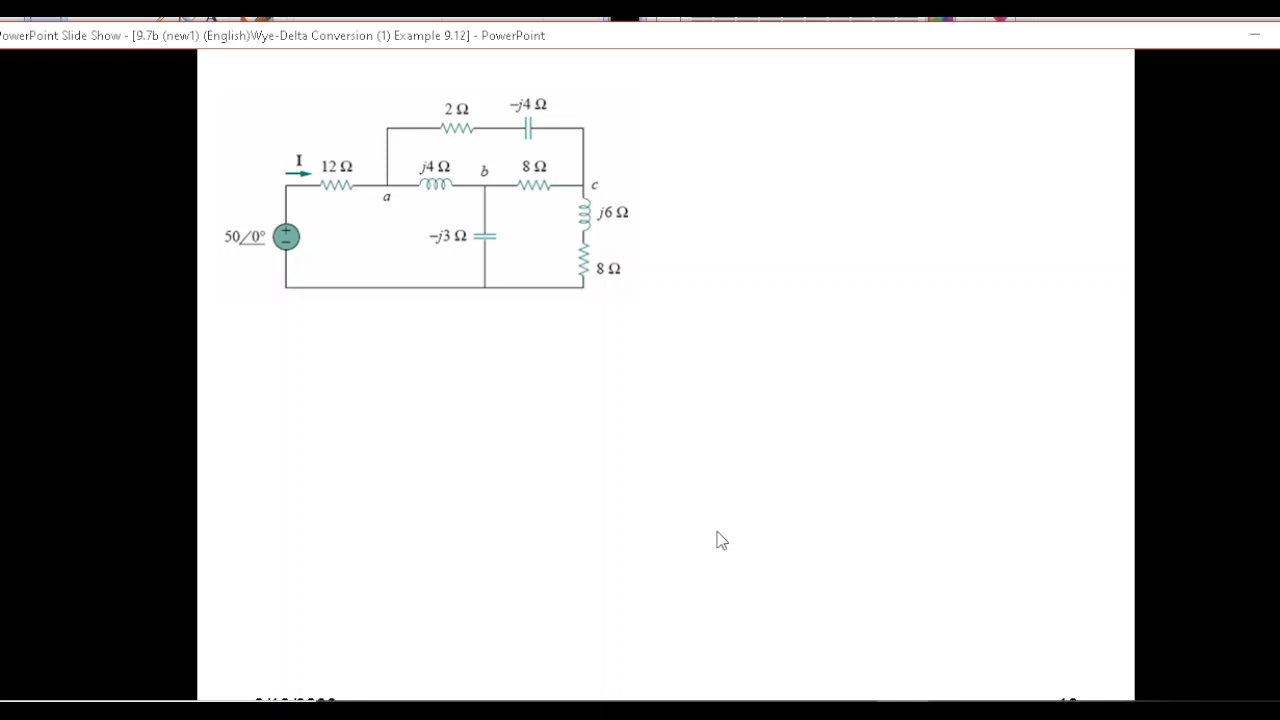 PowerPoint Slide Show - [9.7b (new1) (English)Wye-Delta Conversion (1) Example 9.12] - PowerPoint
2 Ω
-j4 Ω
I
12 Ω
j4 Ω
b
8 Ω
a
c
j6 Ω
50∠0°
+
−
-j3 Ω
8 Ω